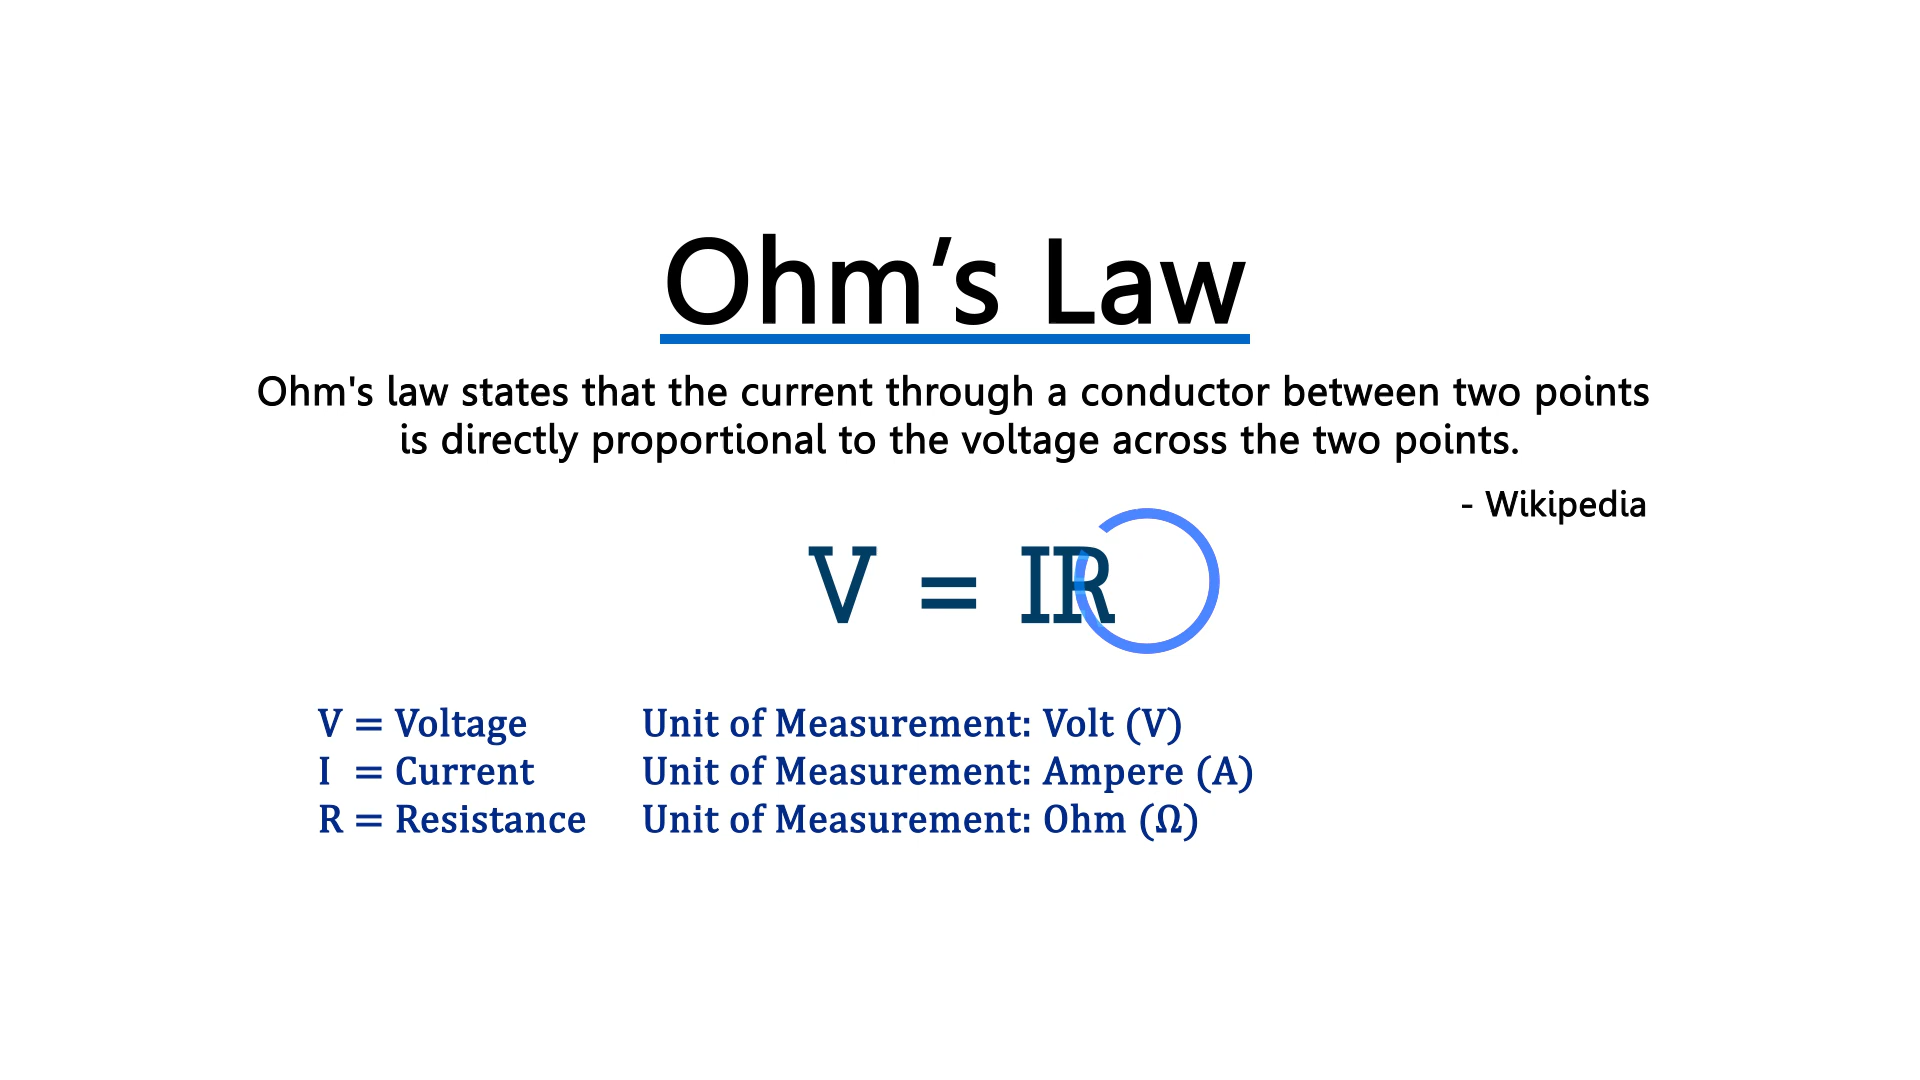 Ohm’s Law
Ohm's law states that the current through a conductor between two points
is directly proportional to the voltage across the two points.
- Wikipedia
V = IR
V = Voltage Unit of Measurement: Volt (V)
I = Current Unit of Measurement: Ampere (A)
R = Resistance Unit of Measurement: Ohm (Ω)